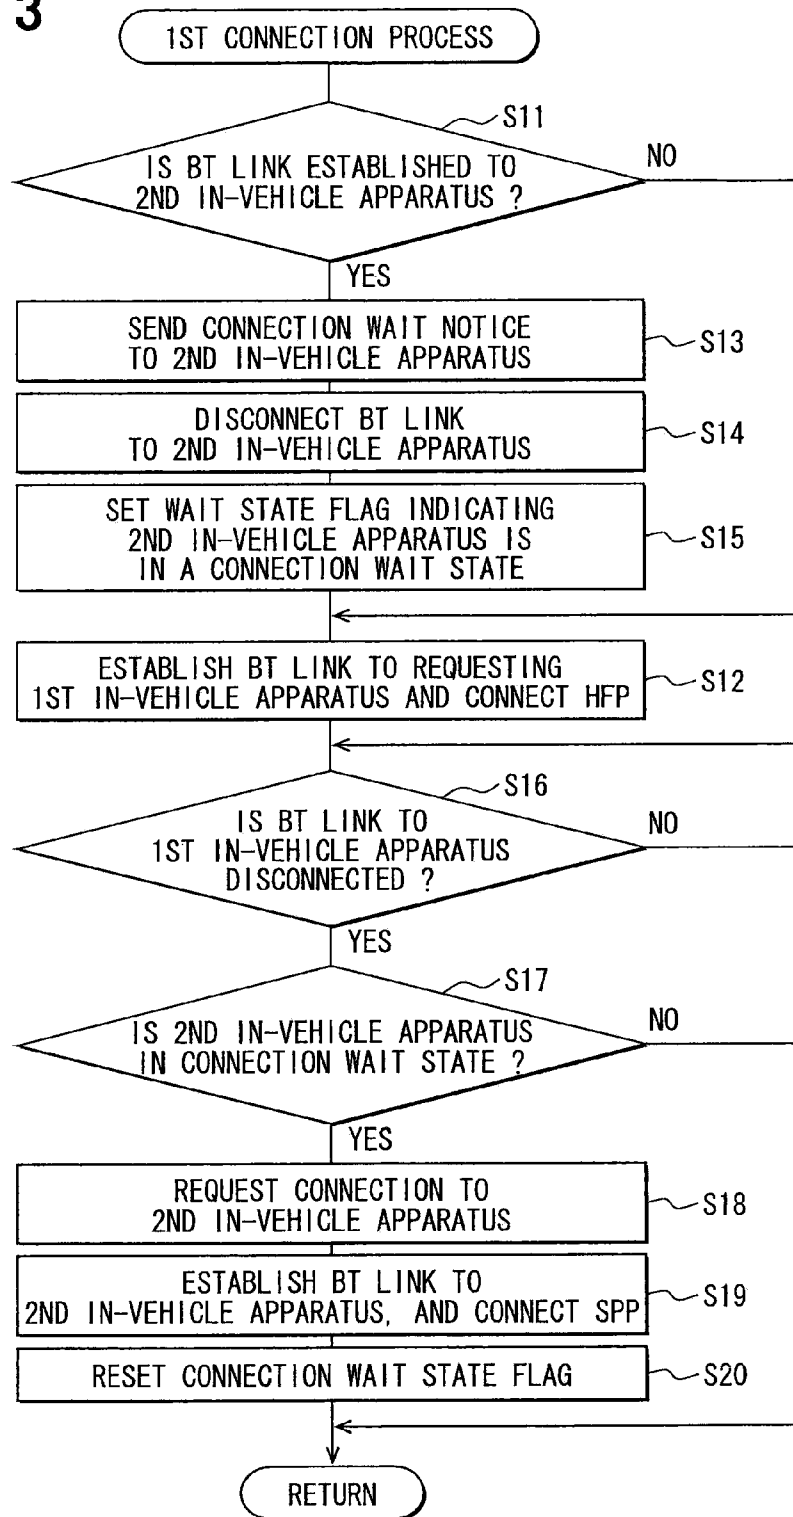 3
1ST CONNECTION PROCESS
S11
IS BT LINK ESTABLISHED TO
2ND IN-VEHICLE APPARATUS ?
NO
YES
SEND CONNECTION WAIT NOTICE
TO 2ND IN-VEHICLE APPARATUS
S13
DISCONNECT BT LINK
TO 2ND IN-VEHICLE APPARATUS
S14
SET WAIT STATE FLAG INDICATING
2ND IN-VEHICLE APPARATUS IS
IN A CONNECTION WAIT STATE
S15
ESTABLISH BT LINK TO REQUESTING
1ST IN-VEHICLE APPARATUS AND CONNECT HFP
S12
S16
IS BT LINK TO
1ST IN-VEHICLE APPARATUS
DISCONNECTED ?
NO
YES
S17
IS 2ND IN-VEHICLE APPARATUS
IN CONNECTION WAIT STATE ?
NO
YES
REQUEST CONNECTION TO
2ND IN-VEHICLE APPARATUS
S18
ESTABLISH BT LINK TO
2ND IN-VEHICLE APPARATUS, AND CONNECT SPP
S19
RESET CONNECTION WAIT STATE FLAG
S20
RETURN